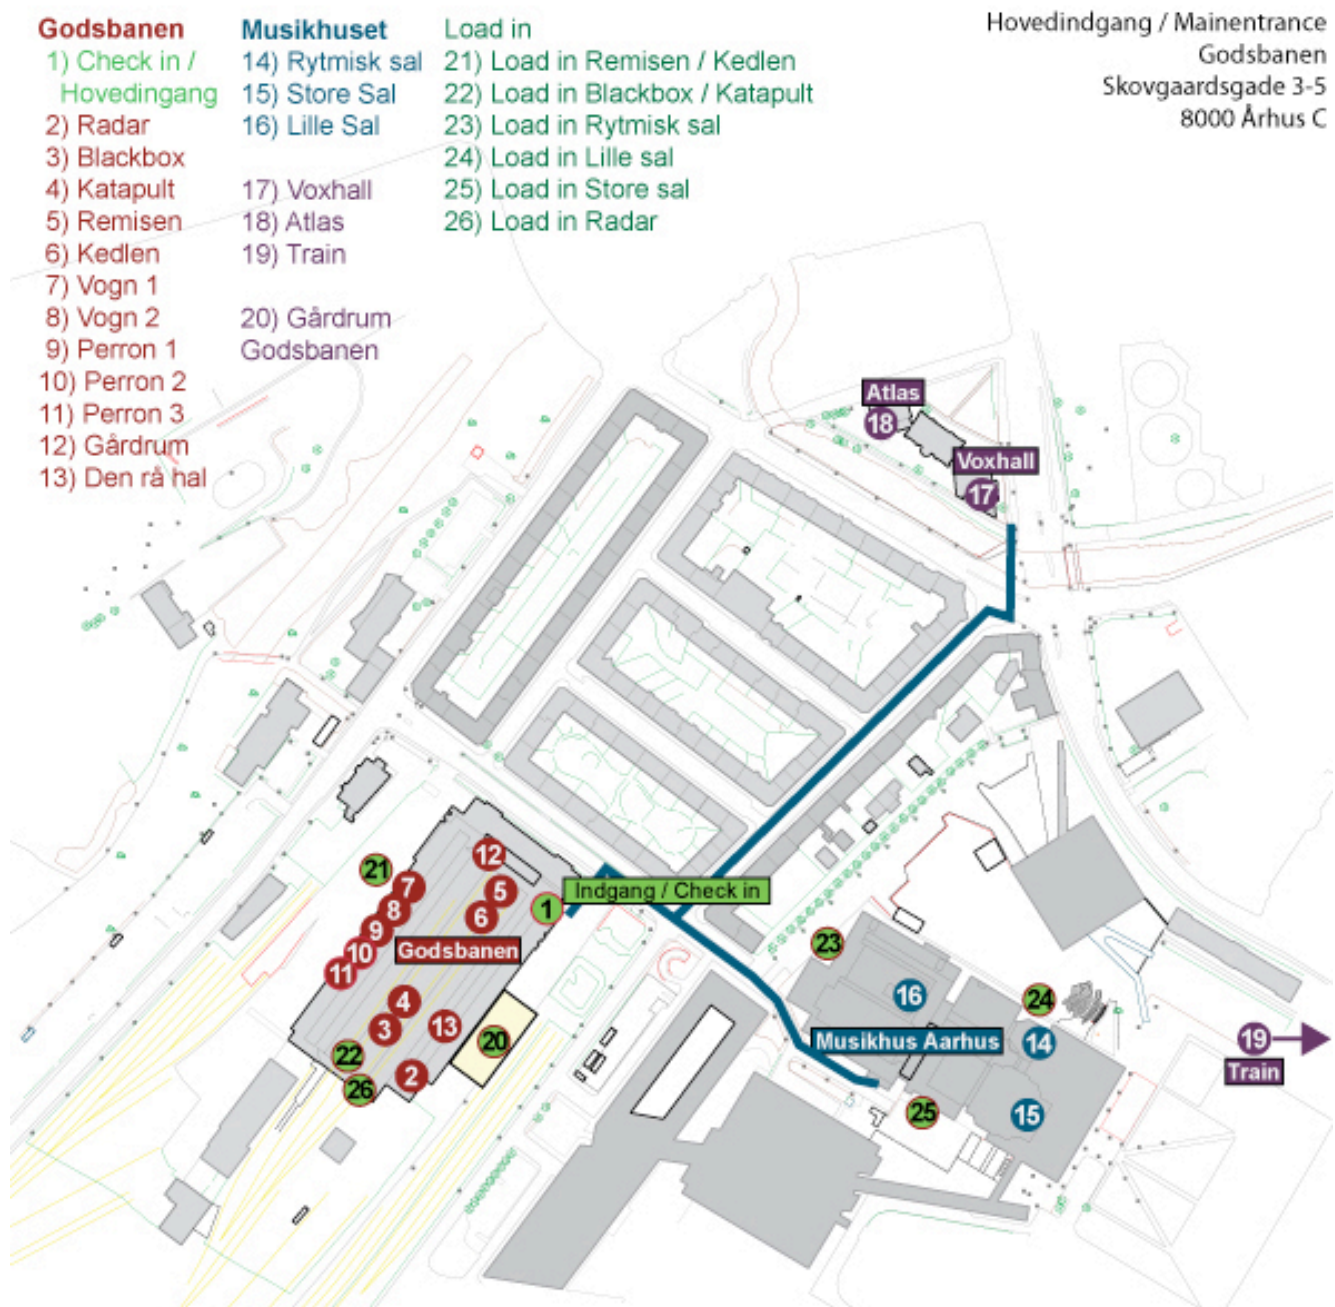 Godsbanen
1) Check in /
Hovedingang
2) Radar
3) Blackbox
4) Katapult
5) Remisen
6) Kedlen
7) Vogn 1
8) Vogn 2
9) Perron 1
10) Perron 2
11) Perron 3
12) Gårdrum
13) Den rå hal
Musikhuset
14) Rytmisk sal
15) Store Sal
16) Lille Sal
17) Voxhall
18) Atlas
19) Train
20) Gårdrum
Godsbanen
Load in
21) Load in Remisen / Kedlen
22) Load in Blackbox / Katapult
23) Load in Rytmisk sal
24) Load in Lille sal
25) Load in Store sal
26) Load in Radar
Hovedindgang / Mainentrance
Godsbanen
Skovgaardsgade 3-5
8000 Århus C
Atlas
18
Voxhall
17
12
21
7
5
Indgang / Check in
8
6
1
9
Godsbanen
10
11
4
3
13
20
22
26
2
23
16
24
Musikhus Aarhus
14
19
Train
25
15